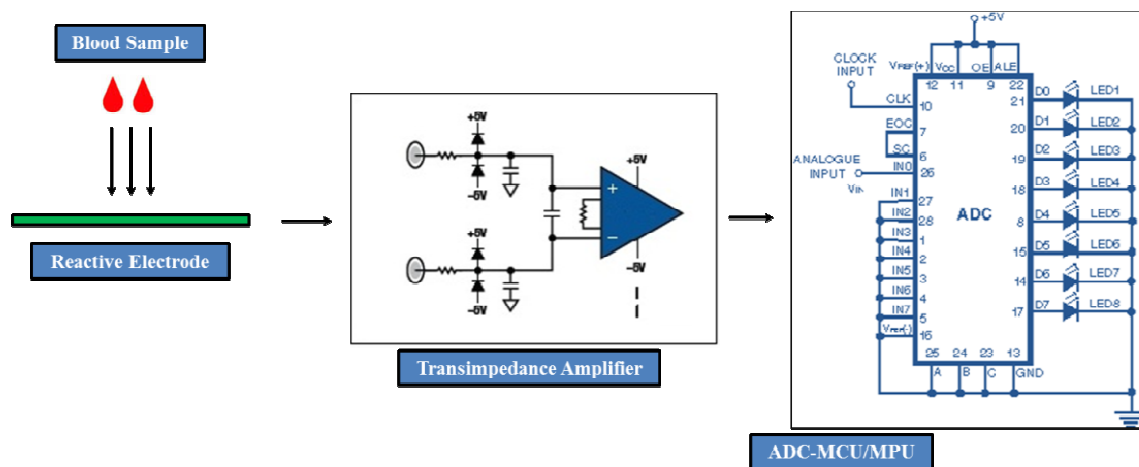 Blood Sample
Reactive Electrode
+5V
-5V
+5V
-5V
+
-
+5V
-5V
Transimpedance Amplifier
+5V
CLOCK
INPUT
VREF(+)
VCC
OE
ALE
12
11
9
22
CLK
10
EOC
7
SC
6
IN0
26
ANALOGUE
INPUT
VIN
IN1
27
IN2
28
IN3
1
IN4
2
IN5
3
IN6
4
IN7
5
Vref(-)
16
ADC
21
D0
LED1
20
D1
LED2
19
D2
LED3
18
D3
LED4
8
D4
LED5
15
D5
LED6
14
D6
LED7
17
D7
LED8
25
24
23
13
A
B
C
GND
ADC-MCU/MPU